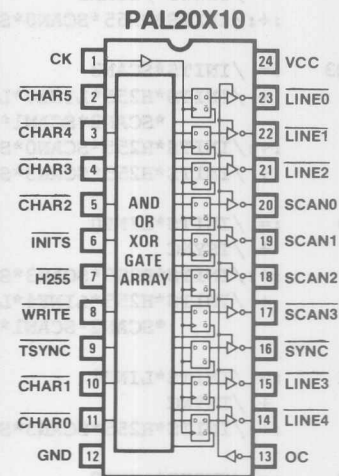 PAL20X10
CK 1 24 VCC
CHAR5 2 23 LINE0
CHAR4 3 22 LINE1
CHAR3 4 21 LINE2
CHAR2 5 20 SCAN0
AND
OR
XOR
GATE
ARRAY
INITS 6 19 SCAN1
H255 7 18 SCAN2
WRITE 8 17 SCAN3
TSYNC 9 16 SYNC
CHAR1 10 15 LINE3
CHAR0 11 14 LINE4
GND 12 13 OC